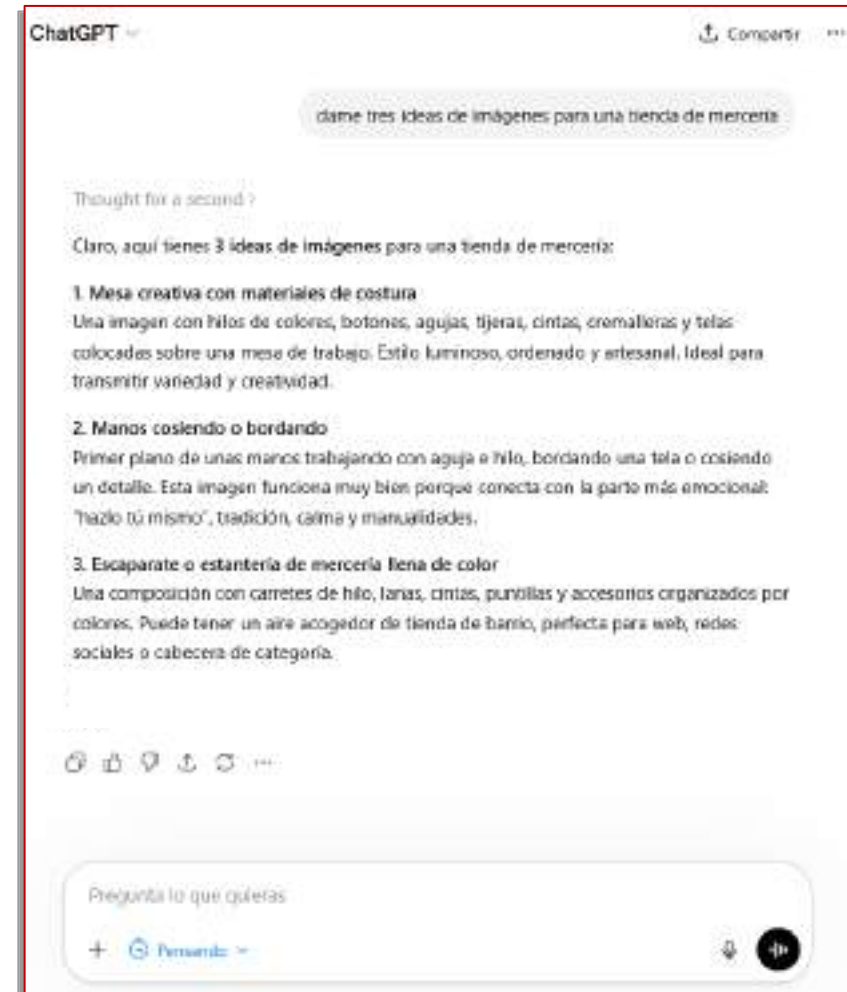 ChatGPT
Compartir
dame tres ideas de imágenes para una tienda de mercería
Thought for a second >
Claro, aquí tienes 3 ideas de imágenes para una tienda de mercería:
1. Mesa creativa con materiales de costura
Una imagen con hilos de colores, botones, agujas, tijeras, cintas, cremalleras y telas
colocadas sobre una mesa de trabajo. Estilo luminoso, ordenado y artesanal. Ideal para
transmitir variedad y creatividad.
2. Manos cosiendo o bordando
Primer plano de unas manos trabajando con aguja e hilo, bordando una tela o cosiendo
un detalle. Esta imagen funciona muy bien porque conecta con la parte más emocional:
"hazlo tú mismo", tradición, calma y manualidades.
3. Escaparate o estantería de mercería llena de color
Una composición con carretes de hilo, lanas, cintas, puntillas y accesorios organizados por
colores. Puede tener un aire acogedor de tienda de barrio, perfecta para web, redes
sociales o cabecera de categoría.
Pregunta lo que quieras
Pensando